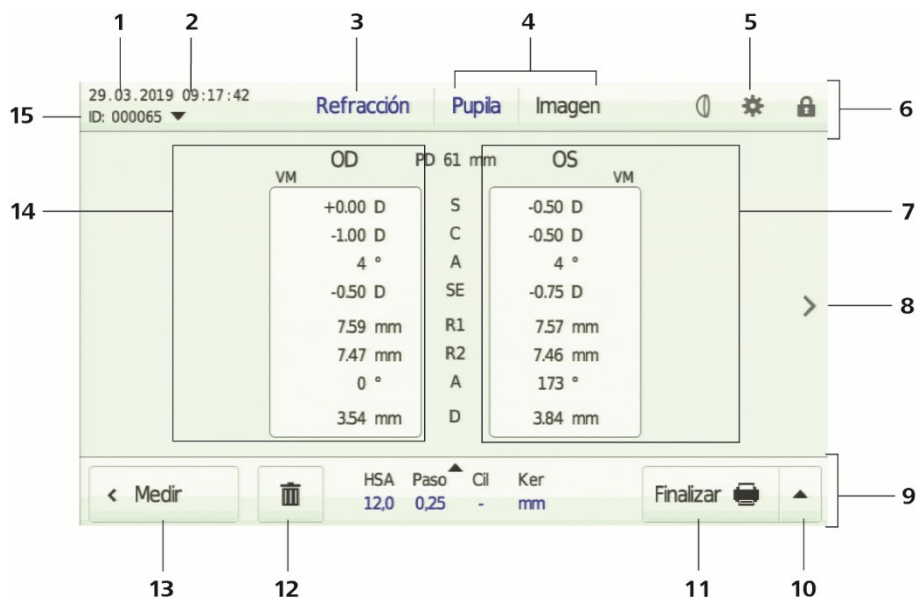 1 2 3 4 5
29.03.2019 09:17:42
ID: 000065
Refracción Pupila Imagen
15 6
OD PD 61 mm OS
VM VM
14 +0.00 D S -0.50 D 7
-1.00 D C -0.50 D
4 ° A 4 °
-0.50 D SE -0.75 D
8
7.59 mm R1 7.57 mm
7.47 mm R2 7.46 mm
0 ° A 173 °
3.54 mm D 3.84 mm
< Medir
HSA Paso Cil Ker
12,0 0,25 - mm
Finalizar
9
13 12 11 10